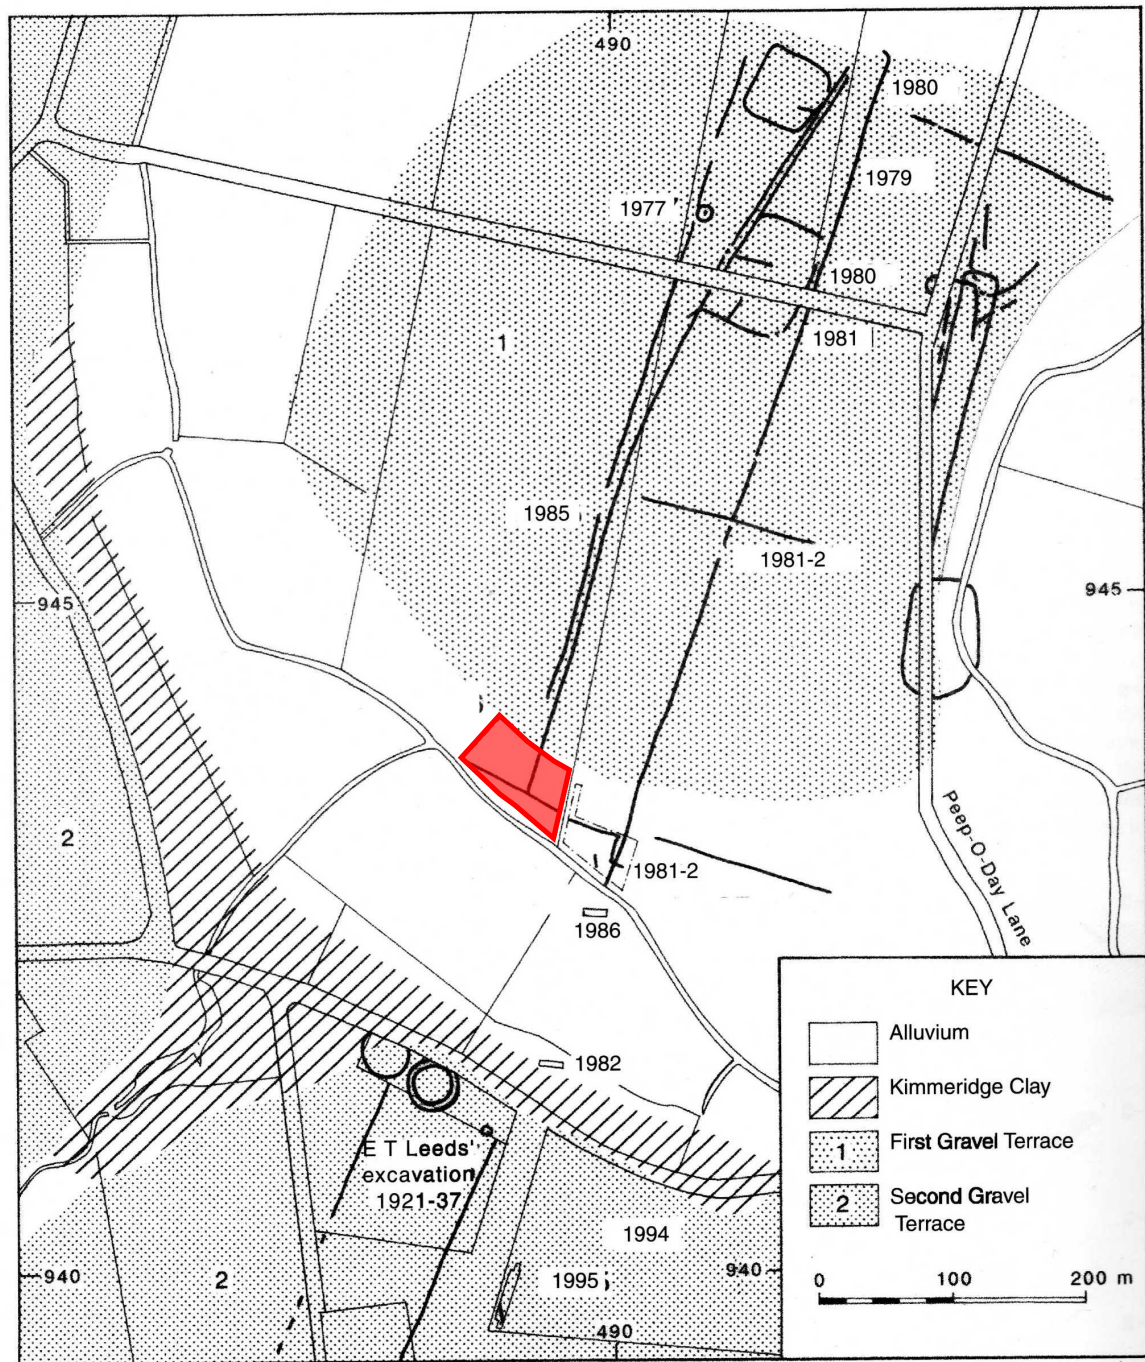 490
1980
1979
1977
1980
1981
1
1985
1981-2
945
945
2
1981-2
1986
Peep-O-Day Lane
1982
E T Leeds'
excavation
1921-37
1994
940
2
1995
940
490
KEY
Alluvium
Kimmeridge Clay
1
First Gravel Terrace
2
Second Gravel
Terrace
0 100 200 m